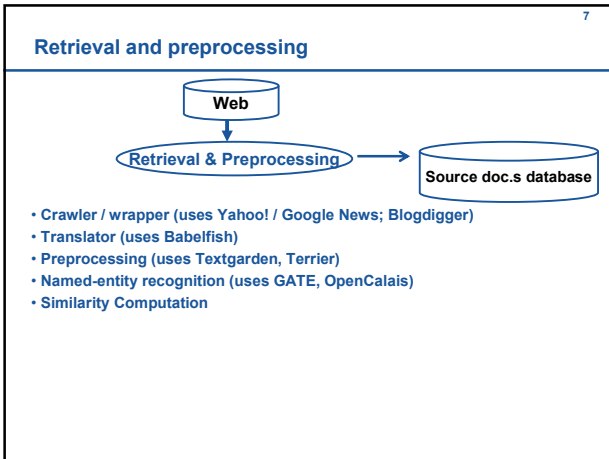 7
Retrieval and preprocessing
Web
Retrieval & Preprocessing
Source doc.s database
• Crawler / wrapper (uses Yahoo! / Google News; Blogdigger)
• Translator (uses Babelfish)
• Preprocessing (uses Textgarden, Terrier)
• Named-entity recognition (uses GATE, OpenCalais)
• Similarity Computation